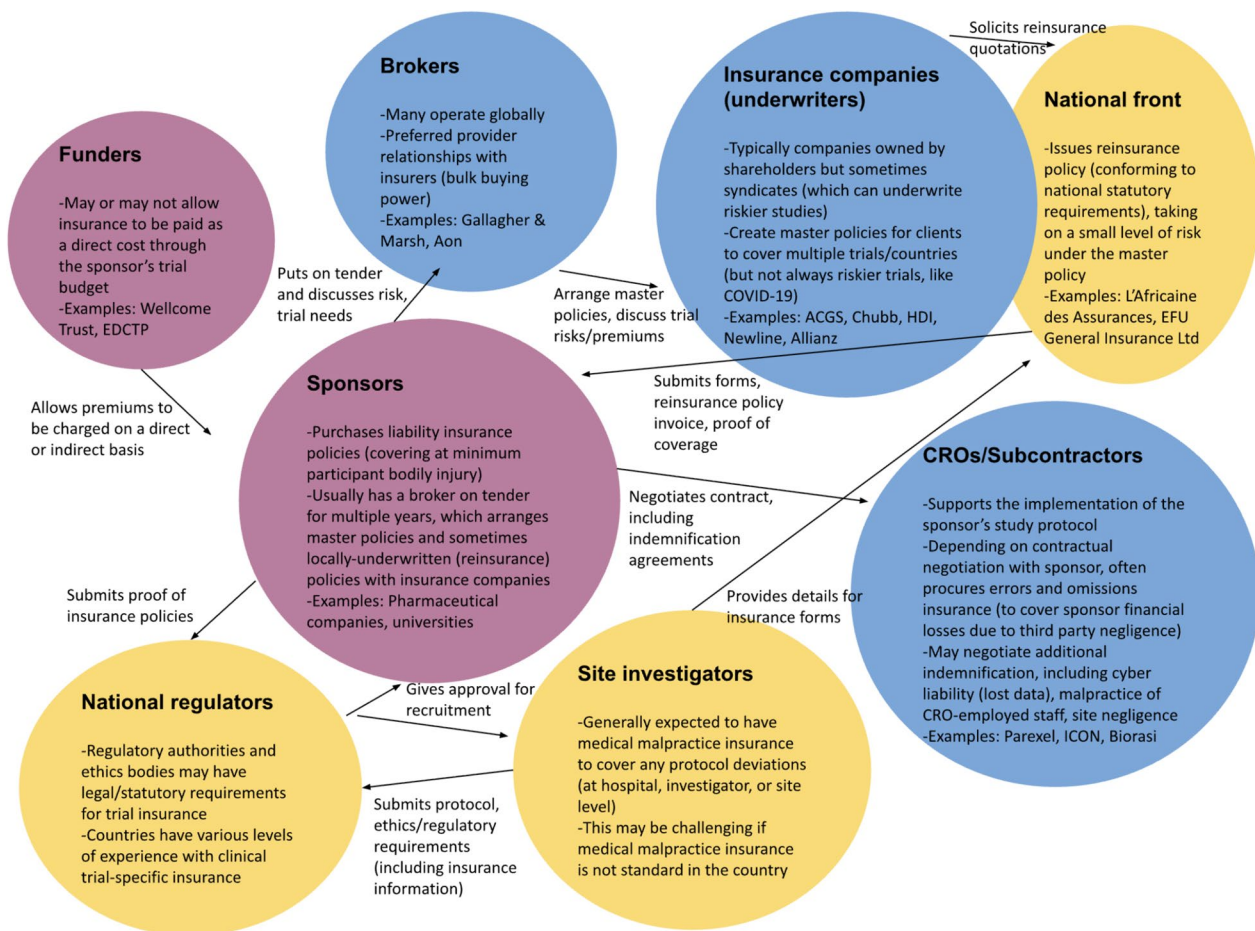 Funders
-May or may not allow
insurance to be paid as
a direct cost through
the sponsor’s trial
budget
-Examples: Wellcome
Trust, EDCTP
Allows premiums to
be charged on a direct
or indirect basis
Brokers
-Many operate globally
-Preferred provider
relationships with
insurers (bulk buying
power)
-Examples: Gallagher &
Marsh, Aon
Puts on tender
and discusses risk,
trial needs
Arrange master
policies, discuss trial
risks/premiums
Insurance companies
(underwriters)
-Typically companies owned by
shareholders but sometimes
syndicates (which can underwrite
riskier studies)
-Create master policies for clients
to cover multiple trials/countries
(but not always riskier trials, like
COVID-19)
-Examples: ACGS, Chubb, HDI,
Newline, Allianz
Solicits reinsurance
quotations
National front
-Issues reinsurance
policy (conforming to
national statutory
requirements), taking
on a small level of risk
under the master
policy
-Examples: L’Africaine
des Assurances, EFU
General Insurance Ltd
Submits forms,
reinsurance policy
invoice, proof of
coverage
Sponsors
-Purchases liability insurance
policies (covering at minimum
participant bodily injury)
-Usually has a broker on tender
for multiple years, which arranges
master policies and sometimes
locally-underwritten (reinsurance)
policies with insurance companies
-Examples: Pharmaceutical
companies, universities
Negotiates contract,
including
indemnification
agreements
CROs/Subcontractors
-Supports the implementation of the
sponsor’s study protocol
-Depending on contractual
negotiation with sponsor, often
procures errors and omissions
insurance (to cover sponsor financial
losses due to third party negligence)
-May negotiate additional
indemnification, including cyber
liability (lost data), malpractice of
CRO-employed staff, site negligence
-Examples: Parexel, ICON, Biorasi
Submits proof of
insurance policies
Provides details for
insurance forms
National regulators
-Regulatory authorities and
ethics bodies may have
legal/statutory requirements
for trial insurance
-Countries have various levels
of experience with clinical
trial-specific insurance
Gives approval for
recruitment
Submits protocol,
ethics/regulatory
requirements
(including insurance
information)
Site investigators
-Generally expected to have
medical malpractice insurance
to cover any protocol deviations
(at hospital, investigator, or site
level)
-This may be challenging if
medical malpractice insurance
is not standard in the country